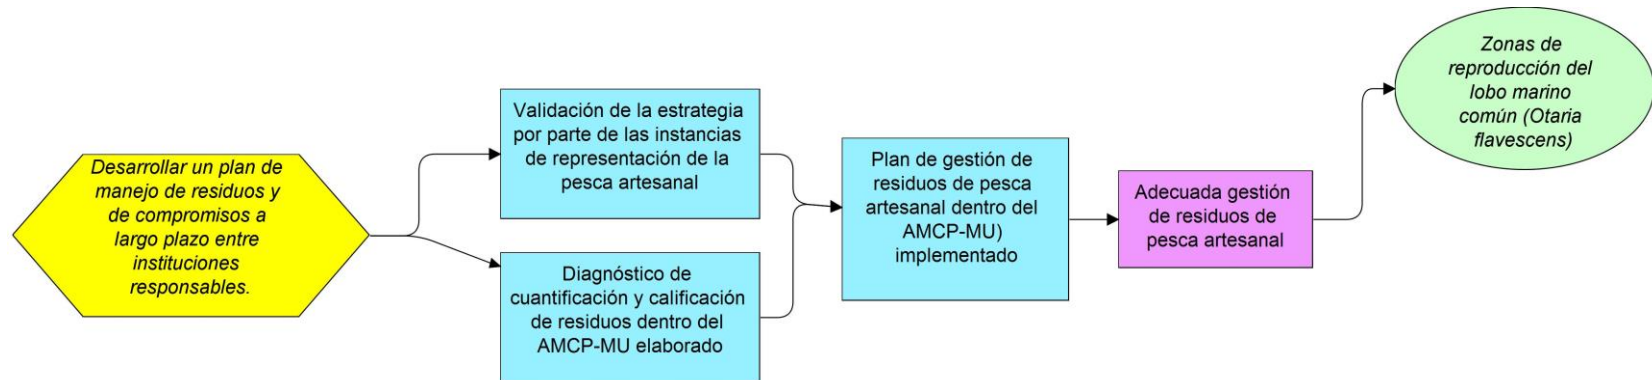 Desarrollar un plan de
manejo de residuos y
de compromisos a
largo plazo entre
instituciones
responsables.
Validación de la estrategia
por parte de las instancias
de representación de la
pesca artesanal
Diagnóstico de
cuantificación y calificación
de residuos dentro del
AMCP-MU elaborado
Plan de gestión de
residuos de pesca
artesanal dentro del
AMCP-MU)
implementado
Adecuada gestión
de residuos de
pesca artesanal
Zonas de
reproducción del
lobo marino
común (Otaria
flavescens)